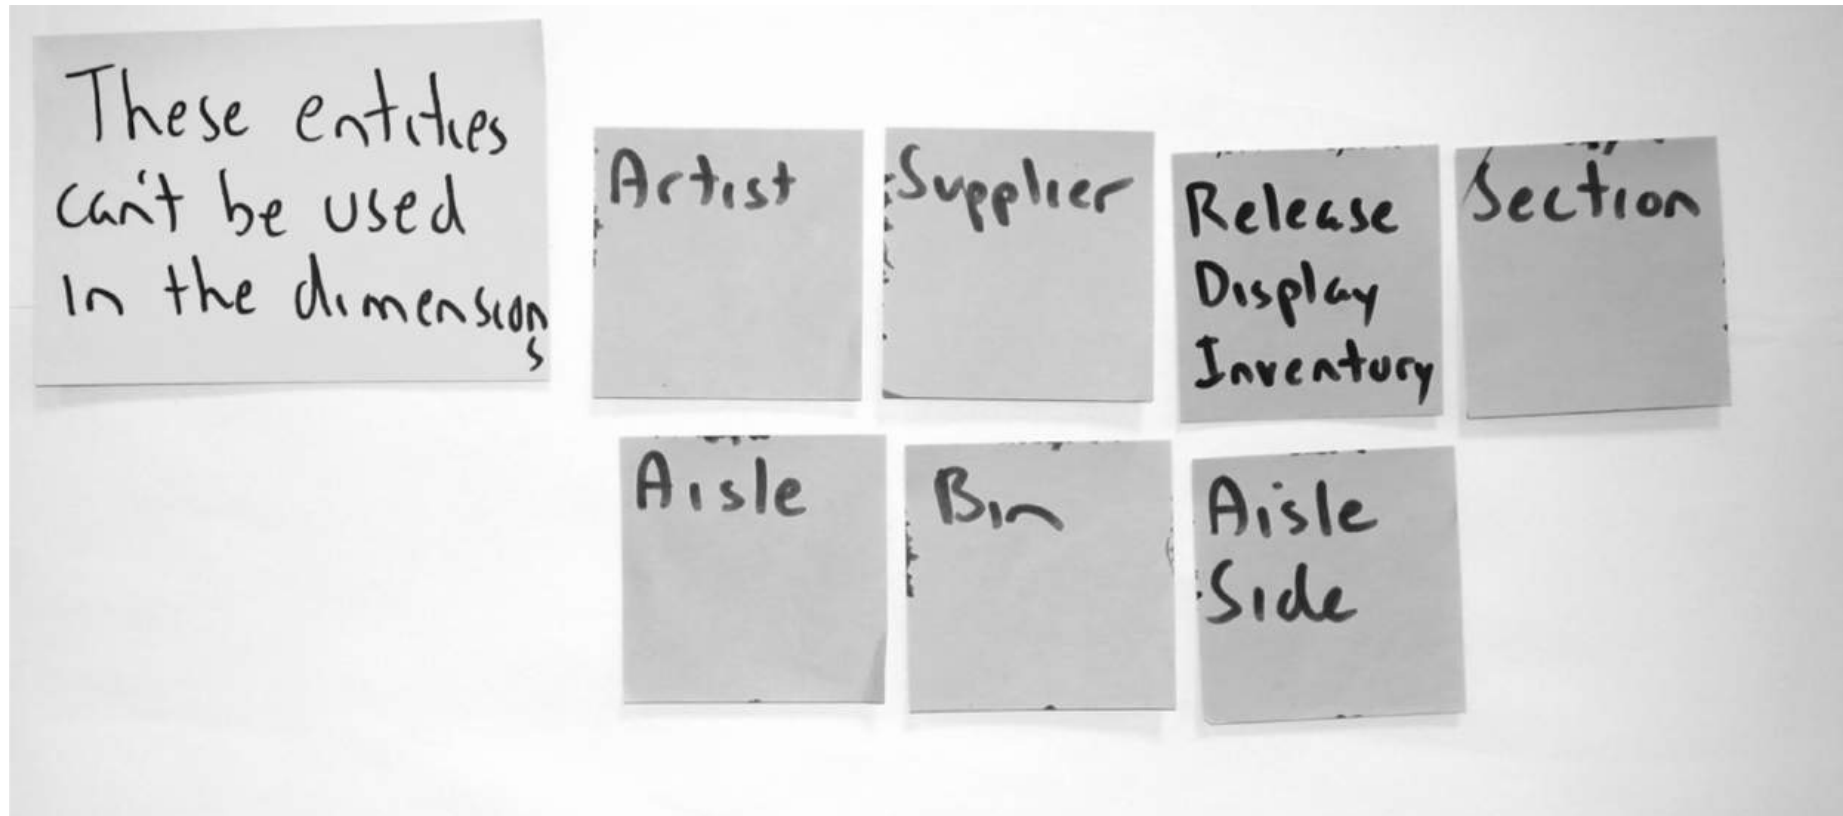 These entities
can't be used
in the dimensions
Artist
Supplier
Release
Display
Inventory
Section
Aisle
Bin
Aisle
Side